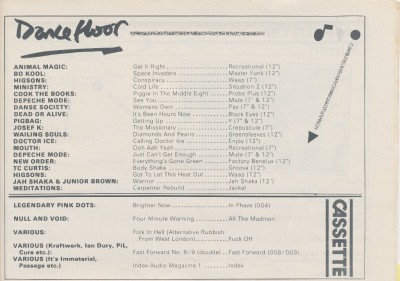 Dancefloor
ANIMAL MAGIC: Get It Right Recreational (12")
BO KOOL: Space Invaders Master Funk (12")
HIGSONS: Conspiracy Waap (7")
MINISTRY: Cold Life Situation 2 (12")
COOK THE BOOKS: Piggie In The Middle Eight Probe Plus (12")
DEPECHE MODE: See You Mute (7" & 12")
DANSE SOCIETY: Womens Own Pax (7" & 12")
DEAD OR ALIVE: It's Been Hours Now Black Eyes (12")
PIGBAG: Getting Up Y (7" & 12")
JOSEF K: The Missionary Crepuscule (7")
WAILING SOULS: Diamonds And Pearls Greensleeves (12")
DOCTOR ICE: Calling Doctor Ice Enjoy (12")
MOUTH: Ooh Aah Yeah Recreational (7")
DEPECHE MODE: Just Can't Get Enough Mute (7" & 12")
NEW ORDER: Everything's Gone Green Factory Benelux (12")
TC CURTIS: Body Shake Groove (12")
HIGSONS: Got To Let This Heat Out Waap (12")
JAH SHAKA & JUNIOR BROWN: Warrior Jah Shaka (12")
MEDITATIONS: Carpenter Rebuild Jackal
LEGENDARY PINK DOTS: Brighter Now In Phaze (004)
NULL AND VOID: Four Minute Warning All The Madmen
VARIOUS: Folk In Hell (Alternative Rubbish
From West London) Fuck Off
VARIOUS (Kraftwerk, Ian Dury, PiL,
Cure etc.): Fast Forward No. 8/9 (double) Fast Forward (008/009)
VARIOUS (It's Immaterial,
Passage etc.) Index Audio Magazine 1 Index
CASSETTE